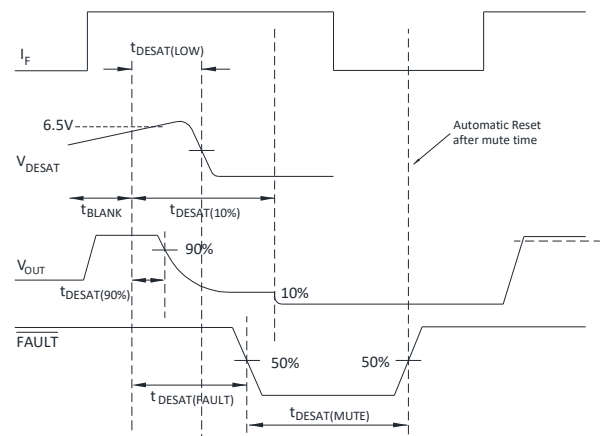 I_F
t_DESAT(LOW)
6.5V
Automatic Reset
after mute time
V_DESAT
t_BLANK
t_DESAT(10%)
90%
V_OUT
t_DESAT(90%)
10%
FAULT
50%
50%
t_DESAT(FAULT)
t_DESAT(MUTE)